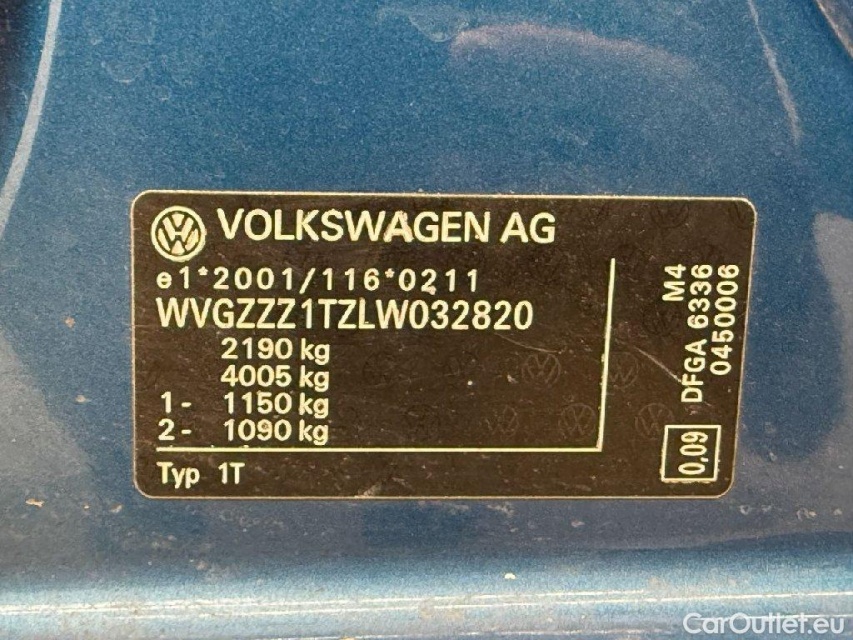 VOLKSWAGEN AG
e1*2001/116*0211
WVGZZZ1TZLW032820
2190 kg
4005 kg
1- 1150 kg
2- 1090 kg
Typ 1T
M4
DFGA 6336
0450006
0,09
CarOutlet.eu